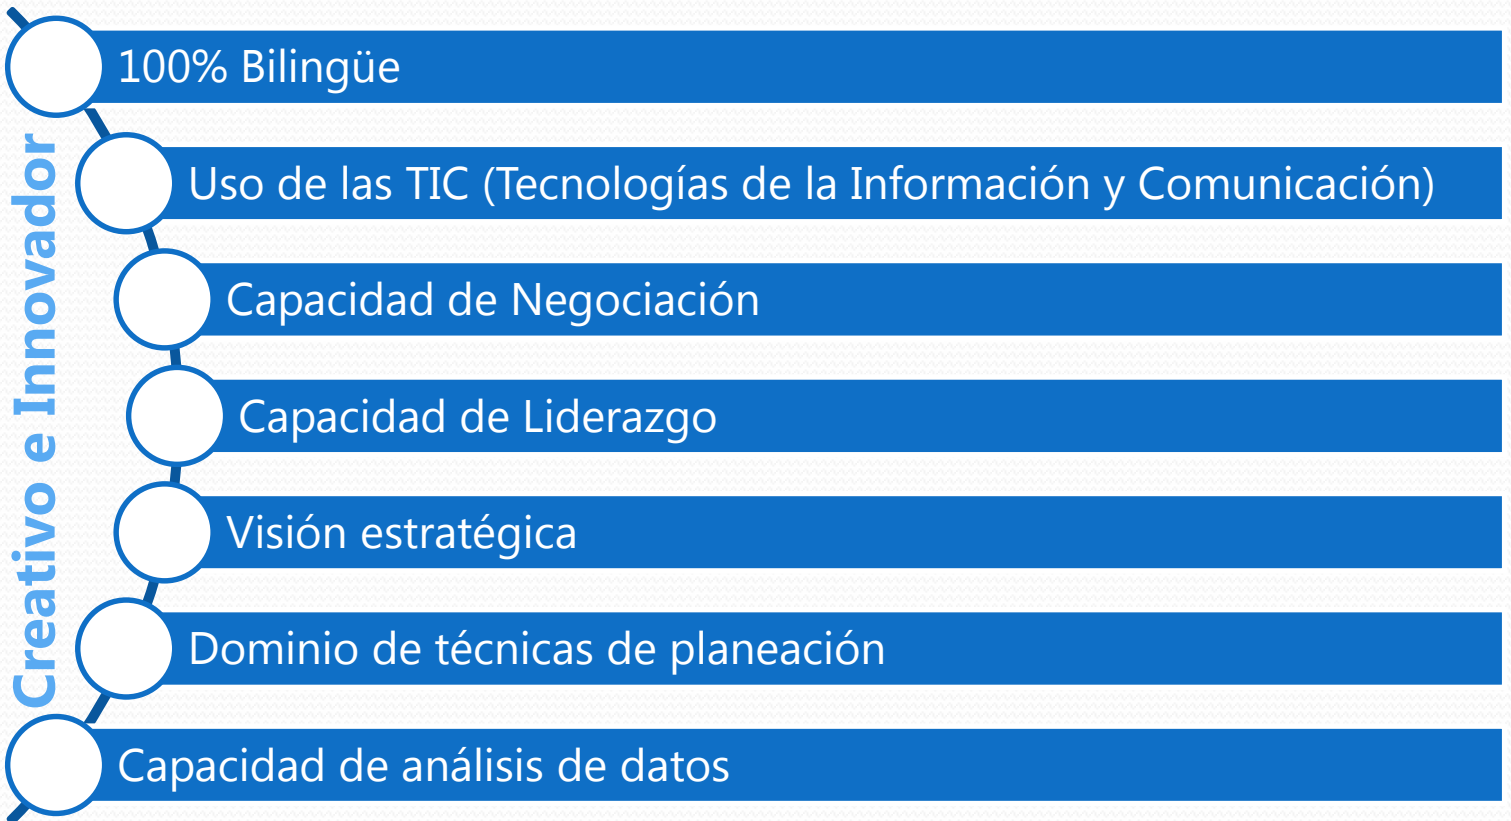 Creativo e Innovador
100% Bilingüe
Uso de las TIC (Tecnologías de la Información y Comunicación)
Capacidad de Negociación
Capacidad de Liderazgo
Visión estratégica
Dominio de técnicas de planeación
Capacidad de análisis de datos